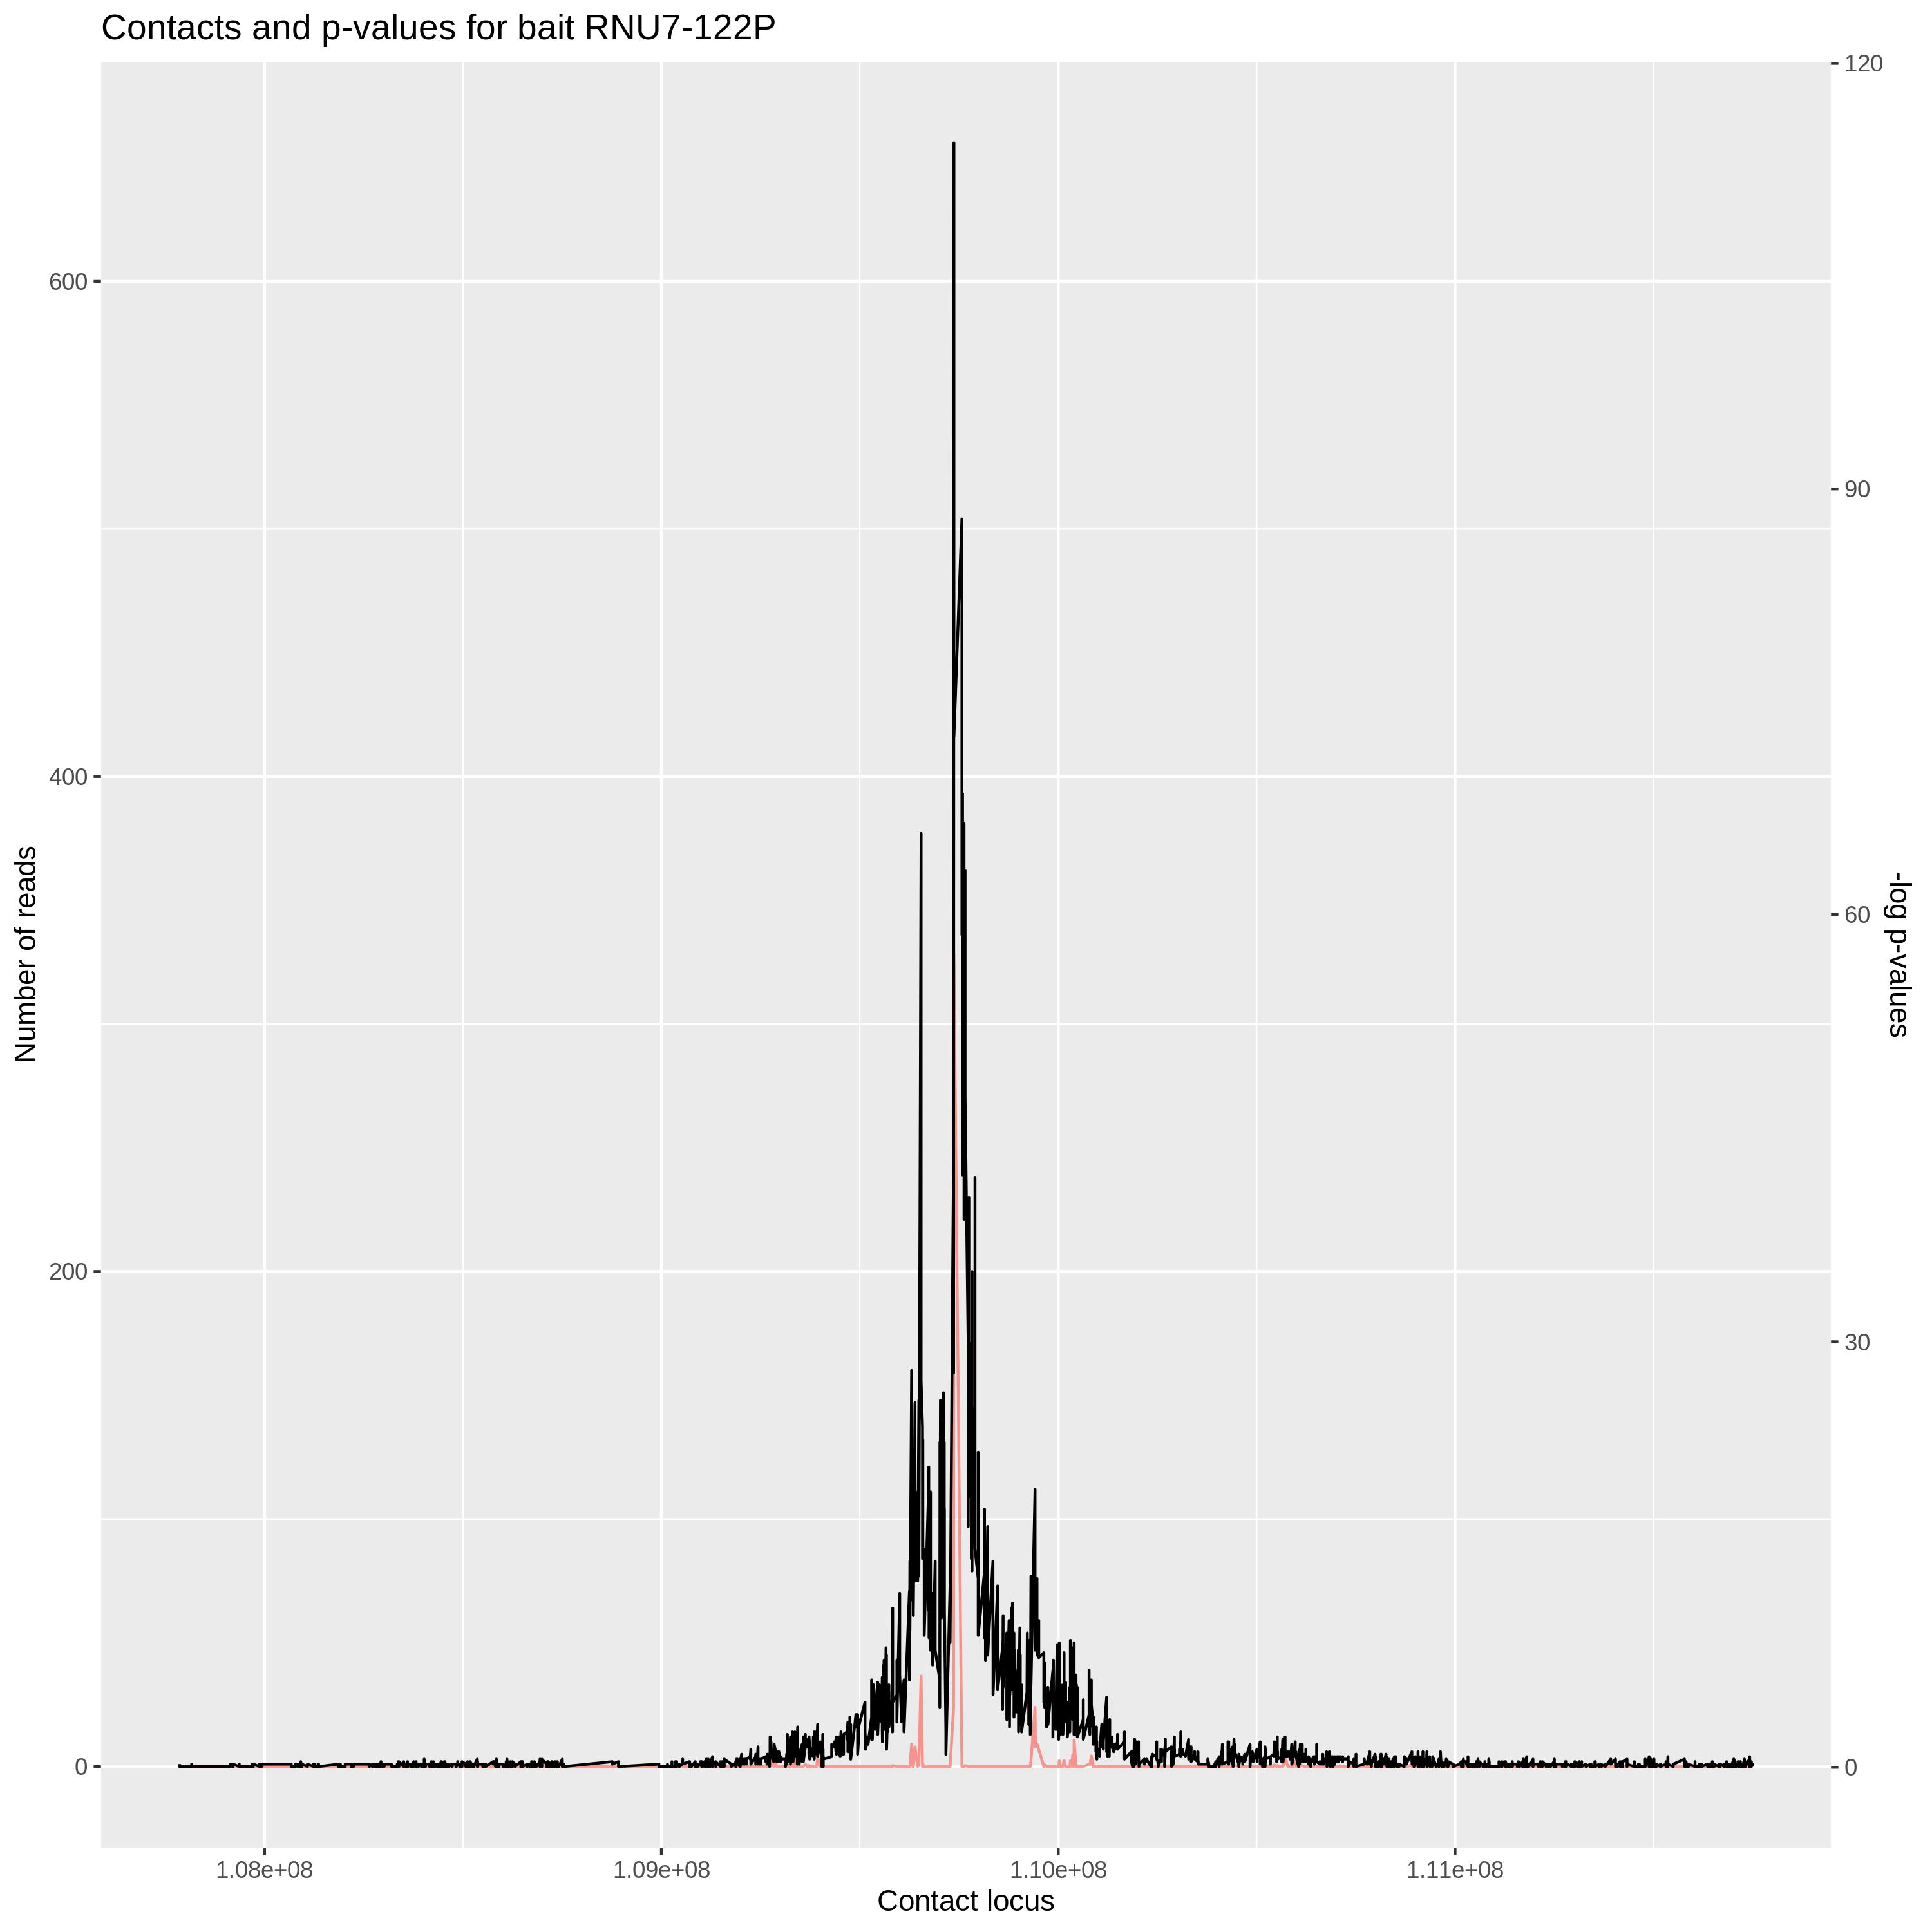 Contacts and p-values for bait RNU7-122P
120
600
90
400
60
Number of reads
-log p-values
200
30
0
0
1.08e+08
1.09e+08
1.10e+08
1.11e+08
Contact locus